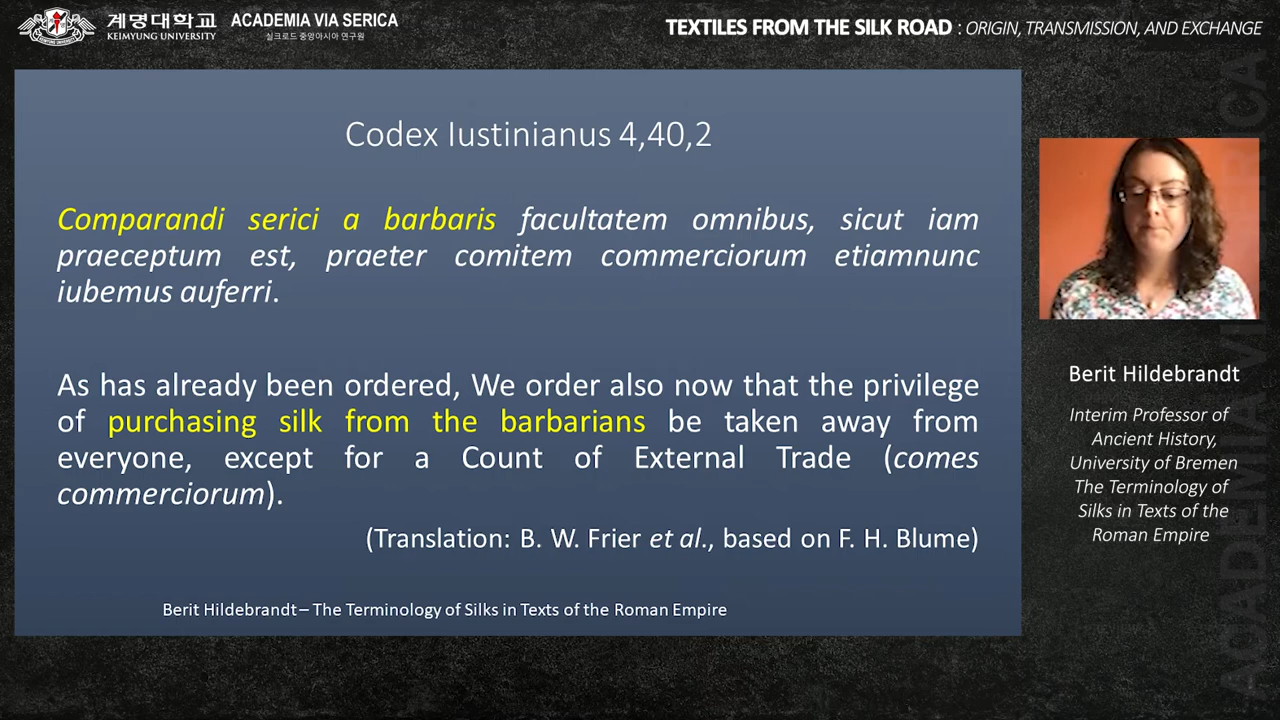 계명대학교
KEIMYUNG UNIVERSITY
ACADEMIA VIA SERICA
실크로드 중앙아시아 연구원
TEXTILES FROM THE SILK ROAD : ORIGIN, TRANSMISSION, AND EXCHANGE
Codex Iustinianus 4,40,2
Comparandi serici a barbaris facultatem omnibus, sicut iam
praeceptum est, praeter comitem commerciorum etiamnunc
iubemus auferri.
As has already been ordered, We order also now that the privilege
of purchasing silk from the barbarians be taken away from
everyone, except for a Count of External Trade (comes
commerciorum).
(Translation: B. W. Frier et al., based on F. H. Blume)
Berit Hildebrandt – The Terminology of Silks in Texts of the Roman Empire
Berit Hildebrandt
Interim Professor of
Ancient History,
University of Bremen
The Terminology of
Silks in Texts of the
Roman Empire
ACADEMIA VIA SERICA